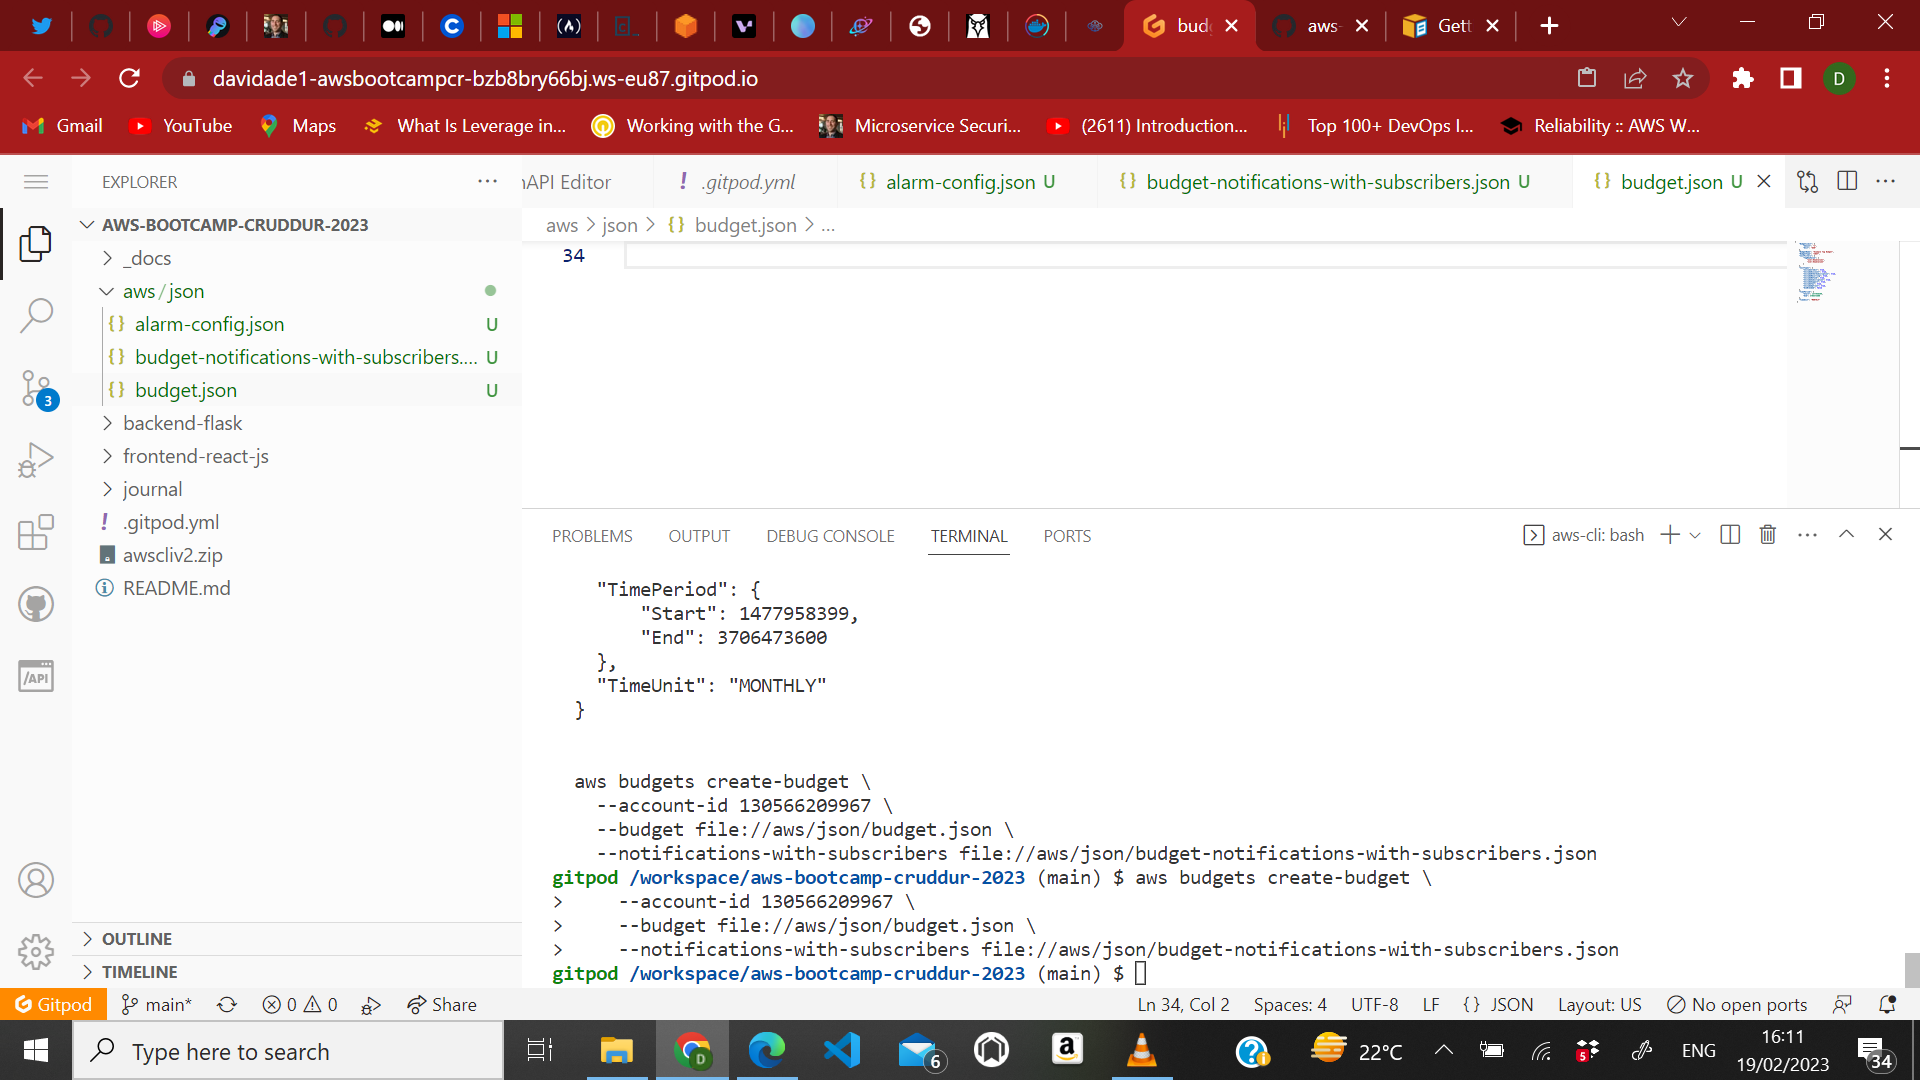 bud
aws-
Gett
davidade1-awsbootcampcr-bzb8bry66bj.ws-eu87.gitpod.io
D
Gmail
YouTube
Maps
What Is Leverage in...
Working with the G...
Microservice Securi...
(2611) Introduction...
Top 100+ DevOps I...
Reliability :: AWS W...
EXPLORER
API Editor
.gitpod.yml
alarm-config.json U
budget-notifications-with-subscribers.json U
budget.json U
AWS-BOOTCAMP-CRUDDUR-2023
aws > json > {} budget.json > ...
_docs
34
aws/json
alarm-config.json U
budget-notifications-with-subscribers.... U
budget.json U
3
backend-flask
frontend-react-js
journal
.gitpod.yml
awscliv2.zip
README.md
/API
OUTLINE
TIMELINE
PROBLEMS OUTPUT DEBUG CONSOLE TERMINAL PORTS
aws-cli: bash
"TimePeriod": {
"Start": 1477958399,
"End": 3706473600
},
"TimeUnit": "MONTHLY"
}
aws budgets create-budget \
--account-id 130566209967 \
--budget file://aws/json/budget.json \
--notifications-with-subscribers file://aws/json/budget-notifications-with-subscribers.json
gitpod /workspace/aws-bootcamp-cruddur-2023 (main) $ aws budgets create-budget \
> --account-id 130566209967 \
> --budget file://aws/json/budget.json \
> --notifications-with-subscribers file://aws/json/budget-notifications-with-subscribers.json
gitpod /workspace/aws-bootcamp-cruddur-2023 (main) $
Gitpod
main*
0
0
Share
Ln 34, Col 2
Spaces: 4
UTF-8
LF
{} JSON
Layout: US
No open ports
Type here to search
D
6
a
22°C
5
ENG
16:11
19/02/2023
34